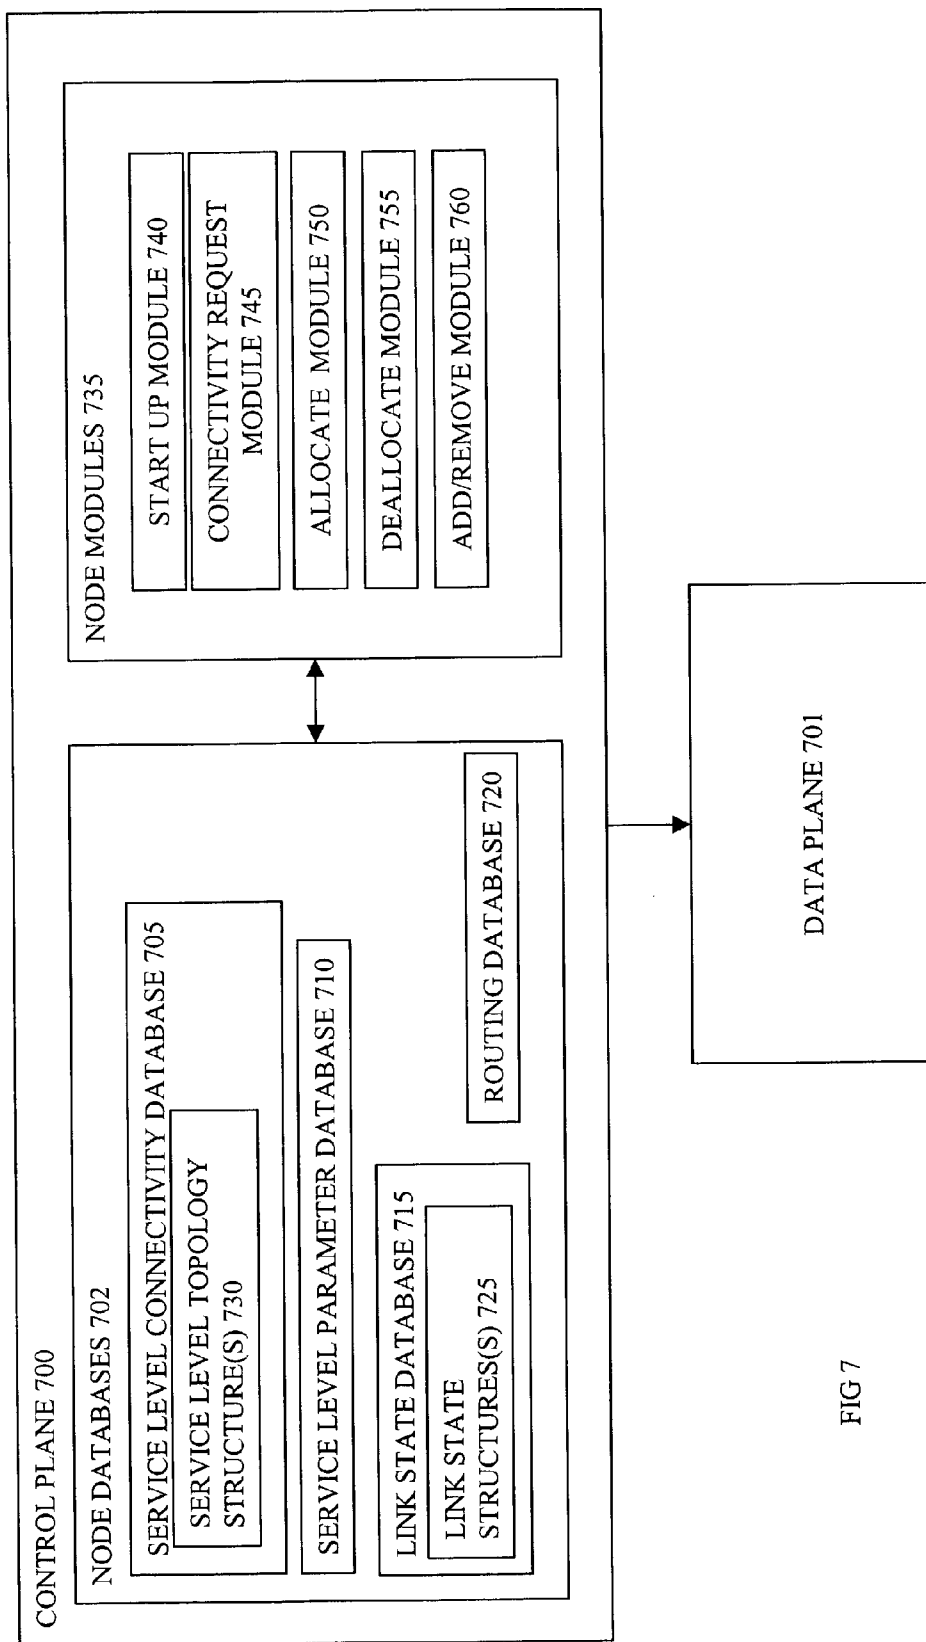 CONTROL PLANE 700
NODE DATABASES 702
SERVICE LEVEL CONNECTIVITY DATABASE 705
SERVICE LEVEL TOPOLOGY
STRUCTURE(S) 730
SERVICE LEVEL PARAMETER DATABASE 710
LINK STATE DATABASE 715
LINK STATE
STRUCTURES(S) 725
ROUTING DATABASE 720
NODE MODULES 735
START UP MODULE 740
CONNECTIVITY REQUEST
MODULE 745
ALLOCATE MODULE 750
DEALLOCATE MODULE 755
ADD/REMOVE MODULE 760
DATA PLANE 701
FIG 7